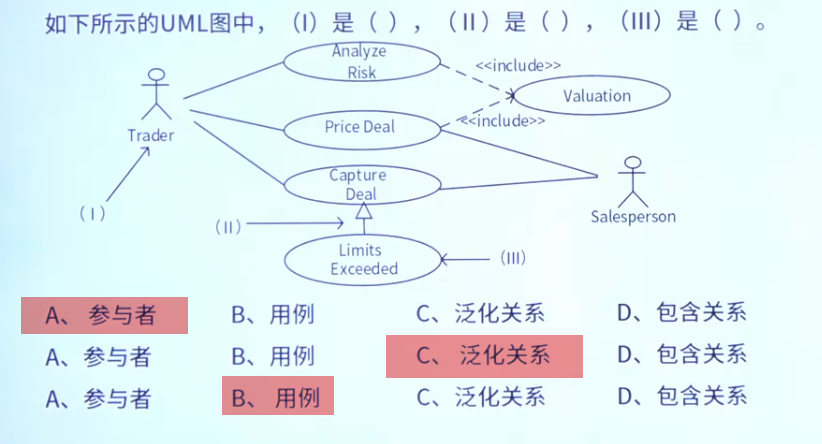 如下所示的UML图中，（I）是（ ），（II）是（ ），（III）是（ ）。
Analyze
Risk
<<include>>
Valuation
Trader
Price Deal
<<include>>
Capture
Deal
（I）
（II）
Salesperson
Limits
Exceeded
（III）
A、 参与者 B、用例 C、泛化关系 D、包含关系
A、参与者 B、用例 C、 泛化关系 D、包含关系
A、参与者 B、 用例 C、泛化关系 D、包含关系